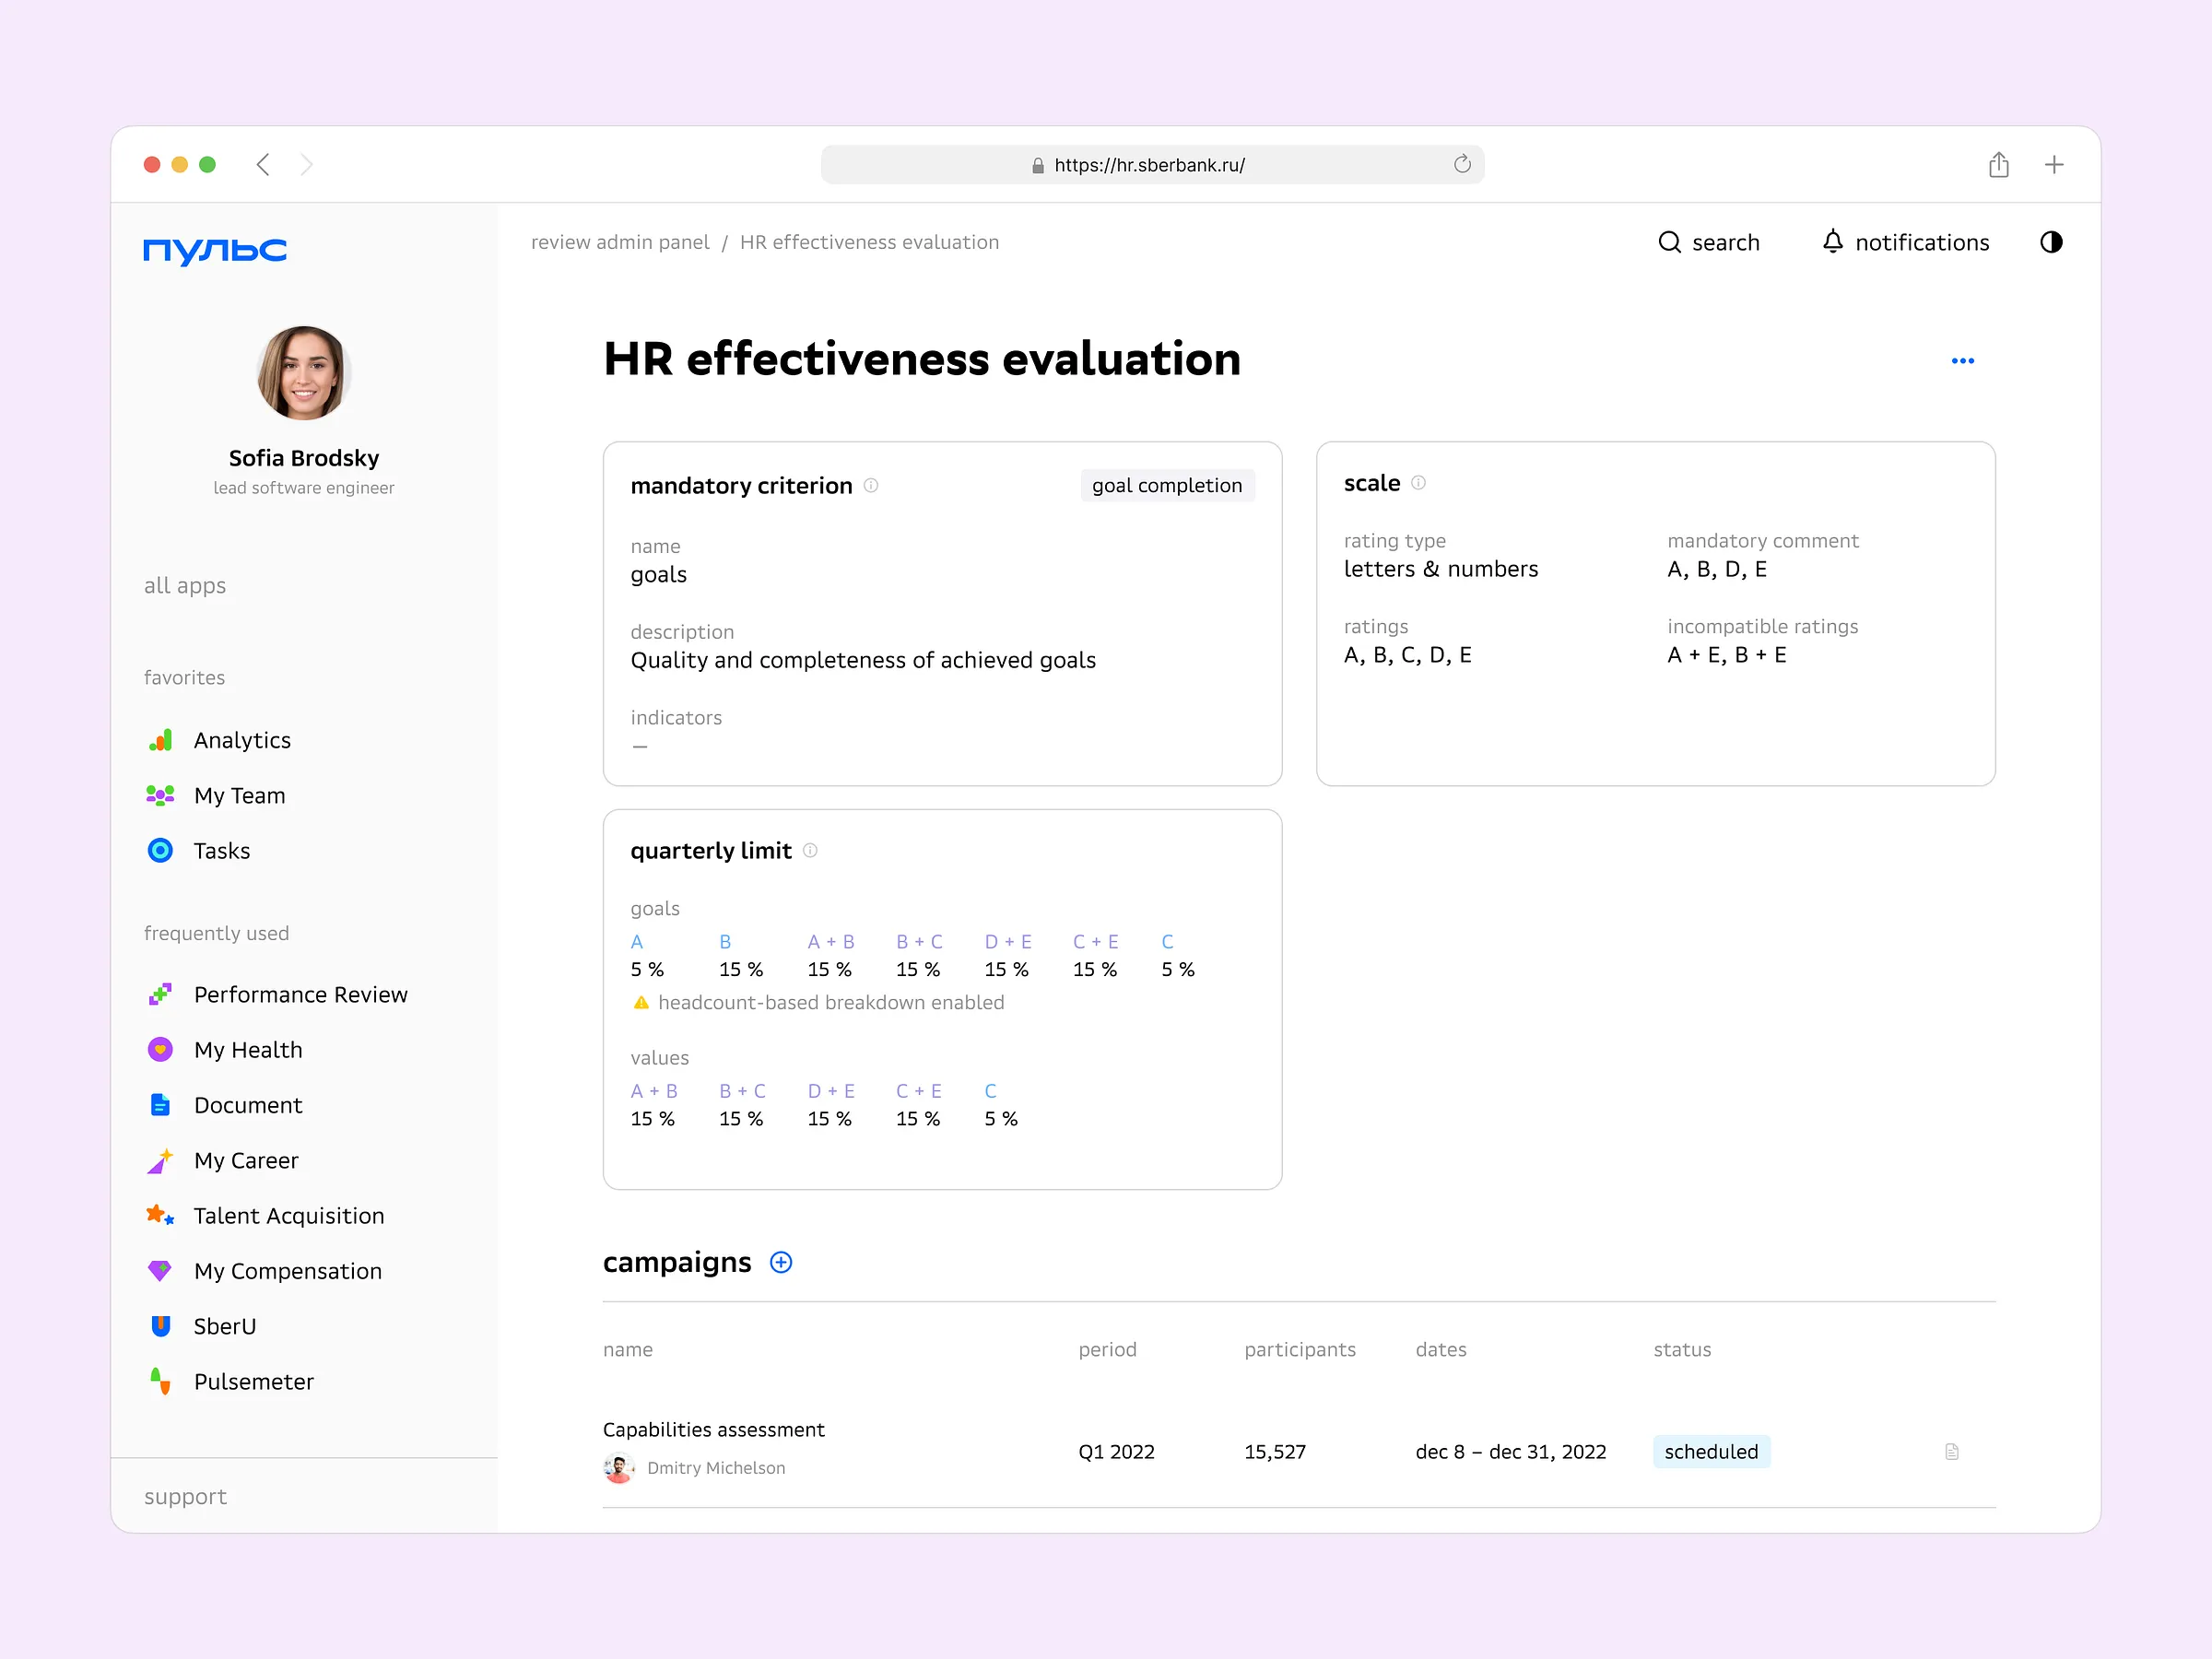 https://hr.sberbank.ru/
пульс
review admin panel / HR effectiveness evaluation
search
notifications
Sofia Brodsky
lead software engineer
all apps
favorites
Analytics
My Team
Tasks
frequently used
Performance Review
My Health
Document
My Career
Talent Acquisition
My Compensation
SberU
Pulsemeter
support
HR effectiveness evaluation
mandatory criterion
goal completion
name
goals
description
Quality and completeness of achieved goals
indicators
—
scale
rating type
letters & numbers
mandatory comment
A, B, D, E
ratings
A, B, C, D, E
incompatible ratings
A + E, B + E
quarterly limit
goals
A B A + B B + C D + E C + E C
5 % 15 % 15 % 15 % 15 % 15 % 5 %
headcount-based breakdown enabled
values
A + B B + C D + E C + E C
15 % 15 % 15 % 15 % 5 %
campaigns
name period participants dates status
Capabilities assessment
Dmitry Michelson
Q1 2022 15,527 dec 8 – dec 31, 2022 scheduled